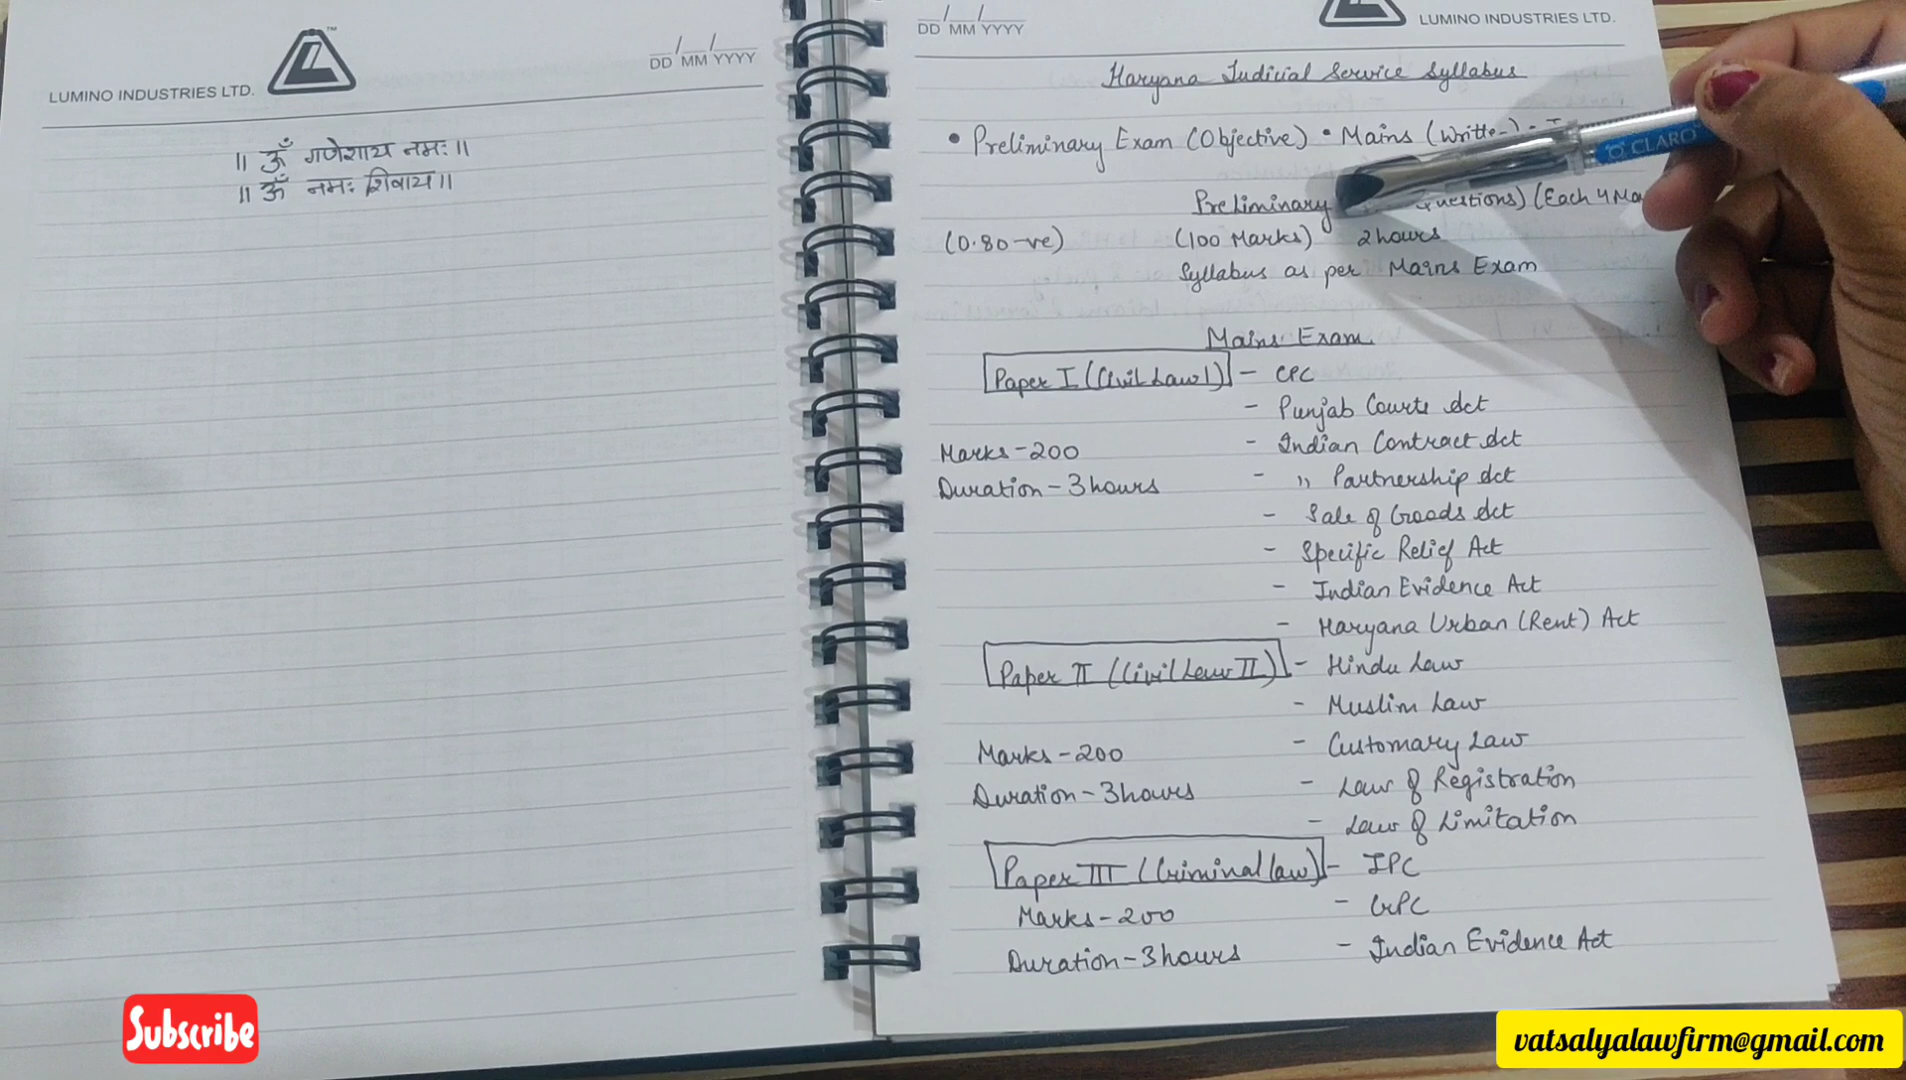 LUMINO INDUSTRIES LTD.
DD MM YYYY
॥ ॐ गणेशाय नमः ॥
॥ ॐ नमः शिवाय ॥
DD MM YYYY
LUMINO INDUSTRIES LTD.
Haryana Judicial Service Syllabus
• Preliminary Exam (Objective) • Mains (Written) •
Preliminary Questions) (Each 4
(0.80-ve) (100 Marks) 2 hours
Syllabus as per Mains Exam
Mains Exam
Paper I (Civil Law I) - CPC
- Punjab Courts Act
Marks - 200 - Indian Contract Act
Duration - 3 hours - " Partnership Act
- Sale of Goods Act
- Specific Relief Act
- Indian Evidence Act
- Haryana Urban (Rent) Act
Paper II (Civil Law II) - Hindu Law
- Muslim Law
Marks - 200 - Customary Law
Duration - 3 hours - Law of Registration
- Law of Limitation
Paper III (Criminal Law) - IPC
Marks - 200 - CrPC
Duration - 3 hours - Indian Evidence Act
CLARO
Subscribe
vatsalyalawfirm@gmail.com